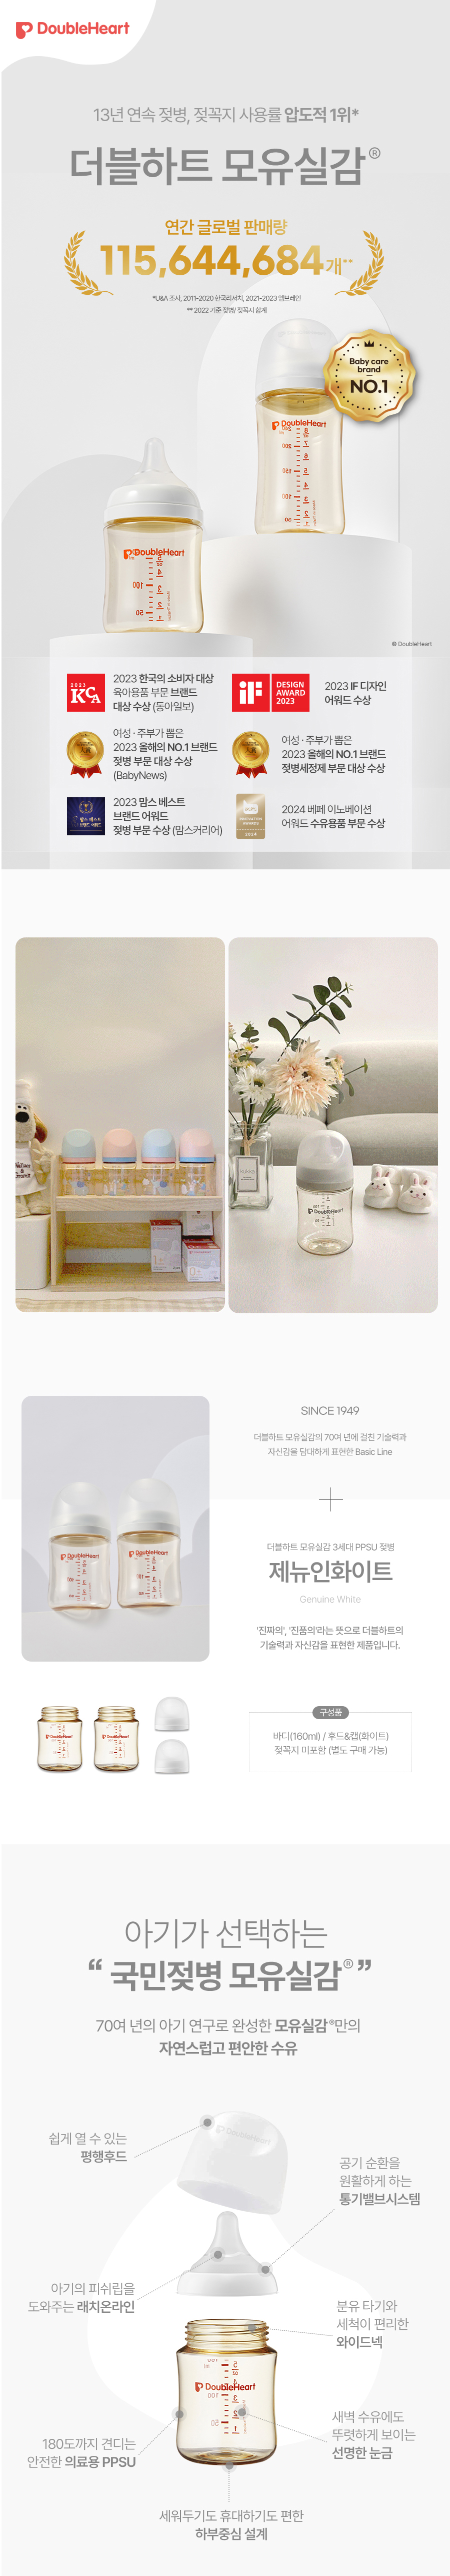 DoubleHeart
13년 연속 젖병, 젖꼭지 사용률 압도적 1위*
더블하트 모유실감®
연간 글로벌 판매량
115,644,684개**
*U&A 조사, 2011-2020 한국리서치, 2021-2023 엠브레인
** 2022 기준 젖병/ 젖꼭지 합계
Baby care
brand
NO.1
DoubleHeart
DoubleHeart
© DoubleHeart
2023
KCA
2023 한국의 소비자 대상
육아용품 부문 브랜드
대상 수상 (동아일보)
iF
DESIGN
AWARD
2023
2023 IF 디자인
어워드 수상
여성 · 주부가 뽑은
2023 올해의 NO.1 브랜드
젖병 부문 대상 수상
(BabyNews)
여성 · 주부가 뽑은
2023 올해의 NO.1 브랜드
젖병세정제 부문 대상 수상
맘스 베스트
브랜드 어워드
2023 맘스 베스트
브랜드 어워드
젖병 부문 수상 (맘스커리어)
INNOVATION
AWARDS
2024
2024 베페 이노베이션
어워드 수유용품 부문 수상
DoubleHeart
SINCE 1949
더블하트 모유실감의 70여 년에 걸친 기술력과
자신감을 담대하게 표현한 Basic Line
DoubleHeart
DoubleHeart
더블하트 모유실감 3세대 PPSU 젖병
제뉴인화이트
Genuine White
'진짜의', '진품의'라는 뜻으로 더블하트의
기술력과 자신감을 표현한 제품입니다.
구성품
바디(160ml) / 후드&캡(화이트)
젖꼭지 미포함 (별도 구매 가능)
아기가 선택하는
“ 국민젖병 모유실감® ”
70여 년의 아기 연구로 완성한 모유실감®만의
자연스럽고 편안한 수유
DoubleHeart
쉽게 열 수 있는
평행후드
공기 순환을
원활하게 하는
통기밸브시스템
아기의 피쉬립을
도와주는 래치온라인
분유 타기와
세척이 편리한
와이드넥
DoubleHeart
새벽 수유에도
뚜렷하게 보이는
선명한 눈금
180도까지 견디는
안전한 의료용 PPSU
세워두기도 휴대하기도 편한
하부중심 설계